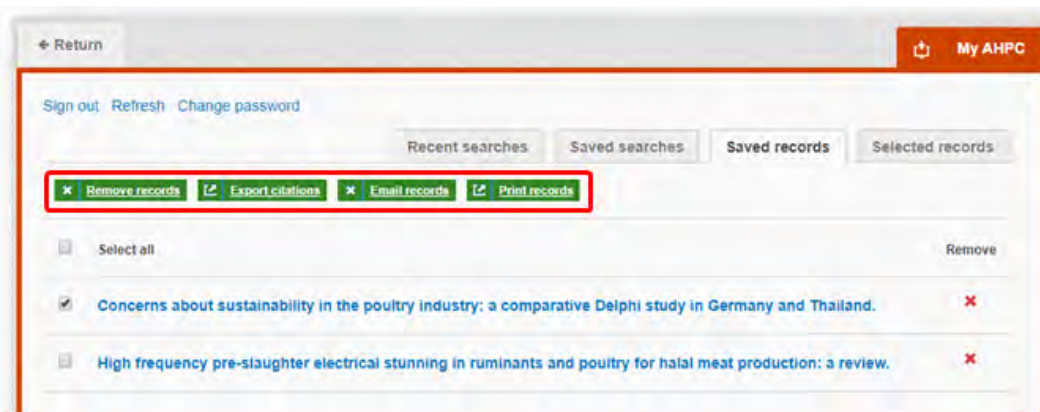 Return
My AHPC
Sign out Refresh Change password
Recent searches Saved searches Saved records Selected records
Remove records Export citations Email records Print records
Select all Remove
Concerns about sustainability in the poultry industry: a comparative Delphi study in Germany and Thailand.
High frequency pre-slaughter electrical stunning in ruminants and poultry for halal meat production: a review.